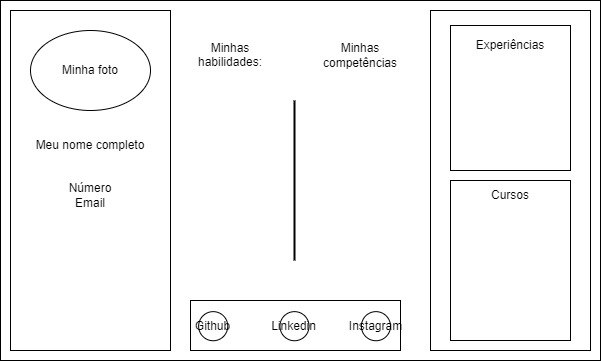 Minha foto
Meu nome completo
Número
Email
Minhas
habilidades:
Minhas
competências
Github
Linkedin
Instagram
Experiências
Cursos